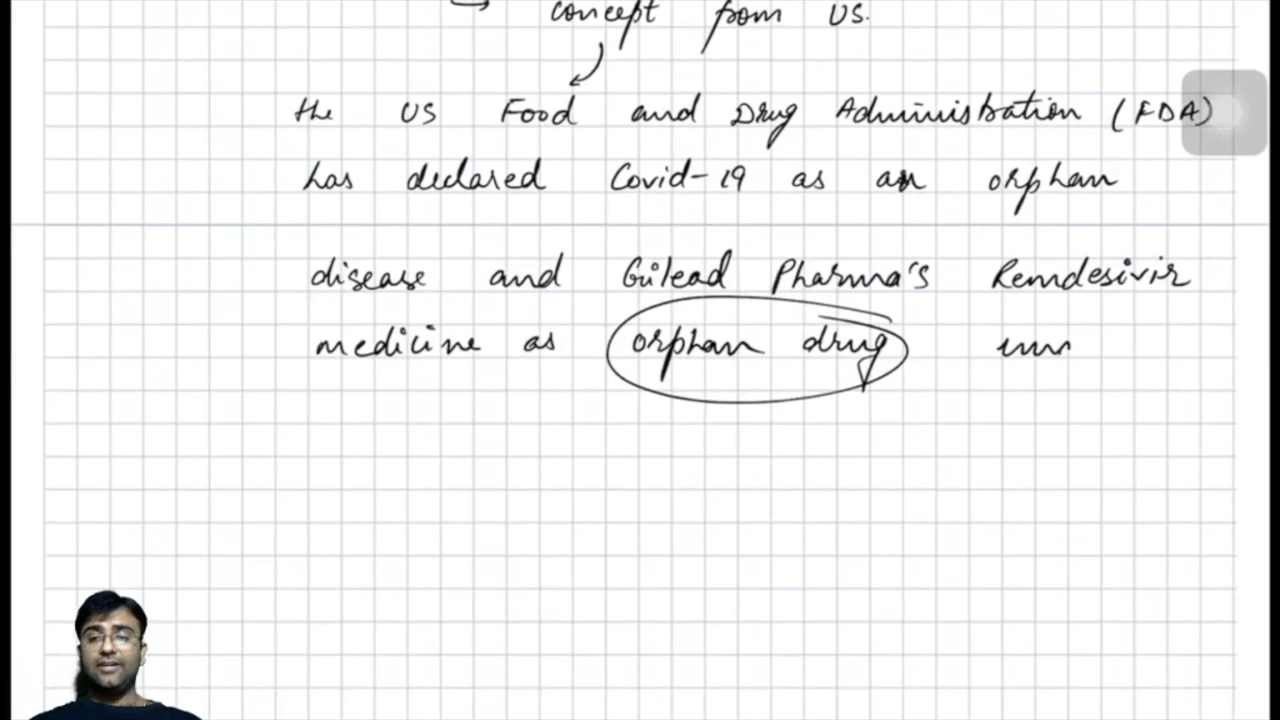 concept from US.
the US Food and Drug Administration (FDA)
has declared Covid-19 as an orphan
disease and Gilead Pharma's Remdesivir
medicine as orphan drug